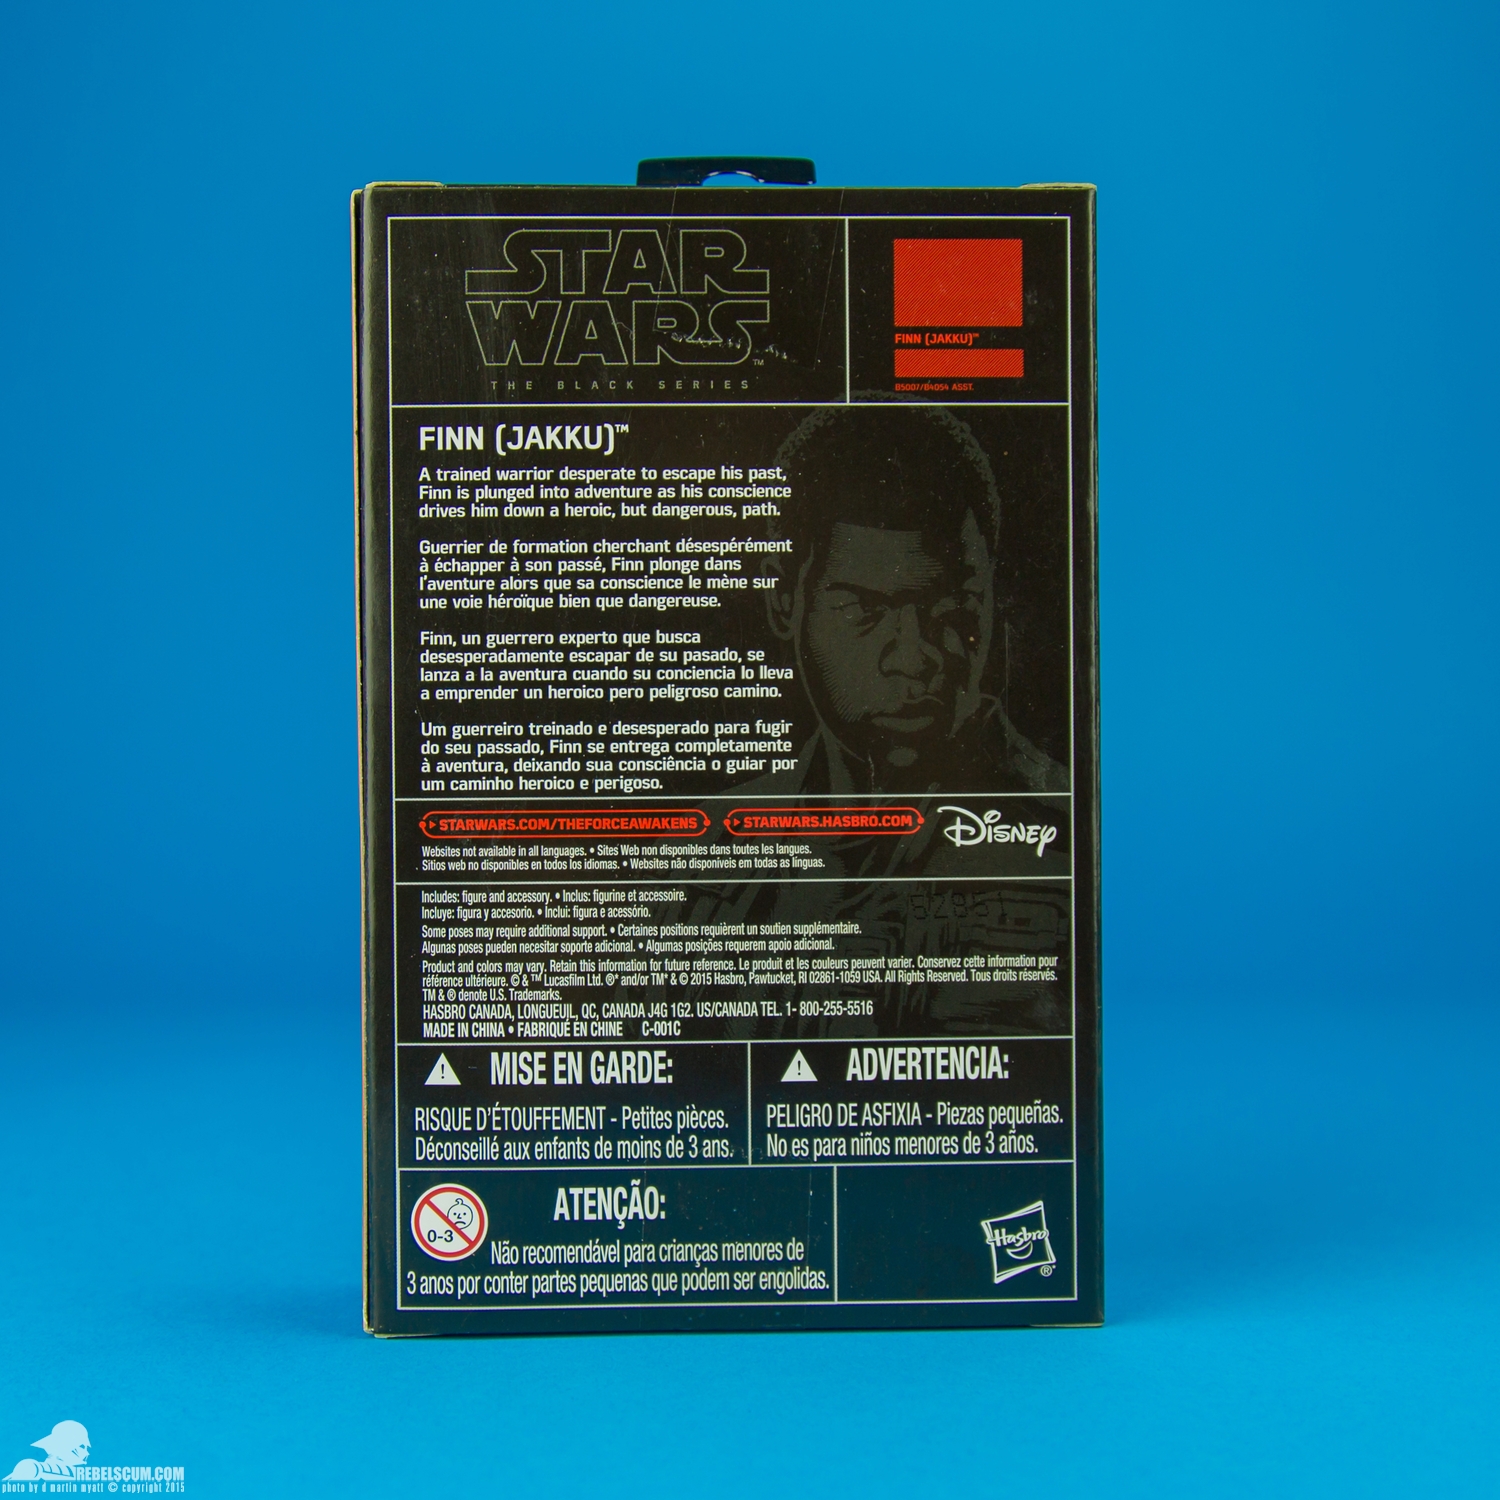 STAR
WARS™
THE BLACK SERIES
FINN (JAKKU)™
B5007/B4054 ASST.
FINN (JAKKU)™
A trained warrior desperate to escape his past,
Finn is plunged into adventure as his conscience
drives him down a heroic, but dangerous, path.
Guerrier de formation cherchant désespérément
à échapper à son passé, Finn plonge dans
l'aventure alors que sa conscience le mène sur
une voie héroïque bien que dangereuse.
Finn, un guerrero experto que busca
desesperadamente escapar de su pasado, se
lanza a la aventura cuando su conciencia lo lleva
a emprender un heroico pero peligroso camino.
Um guerreiro treinado e desesperado para fugir
do seu passado, Finn se entrega completamente
à aventura, deixando sua consciência o guiar por
um caminho heroico e perigoso.
STARWARS.COM/THEFORCEAWAKENS
STARWARS.HASBRO.COM
DISNEY
Websites not available in all languages. • Sites Web non disponibles dans toutes les langues.
Sitios web no disponibles en todos los idiomas. • Websites não disponíveis em todas as línguas.
Includes: figure and accessory. • Inclus: figurine et accessoire.
Incluye: figura y accesorio. • Inclui: figura e acessório.
Some poses may require additional support. • Certaines positions requièrent un soutien supplémentaire.
Algunas poses pueden necesitar soporte adicional. • Algumas posições requerem apoio adicional.
Product and colors may vary. Retain this information for future reference. Le produit et les couleurs peuvent varier. Conservez cette information pour
référence ultérieure. © & ™ Lucasfilm Ltd. ®* and/or TM* & © 2015 Hasbro, Pawtucket, RI 02861-1059 USA. All Rights Reserved. Tous droits réservés.
TM & ® denote U.S. Trademarks.
HASBRO CANADA, LONGUEUIL, QC, CANADA J4G 1G2. US/CANADA TEL. 1- 800-255-5516
MADE IN CHINA • FABRIQUÉ EN CHINE C-001C
MISE EN GARDE:
RISQUE D'ÉTOUFFEMENT - Petites pièces.
Déconseillé aux enfants de moins de 3 ans.
ADVERTENCIA:
PELIGRO DE ASFIXIA - Piezas pequeñas.
No es para niños menores de 3 años.
0-3
ATENÇÃO:
Não recomendável para crianças menores de
3 anos por conter partes pequenas que podem ser engolidas.
Hasbro®
REBELSCUM.COM
photo by d martin myatt © copyright 2015